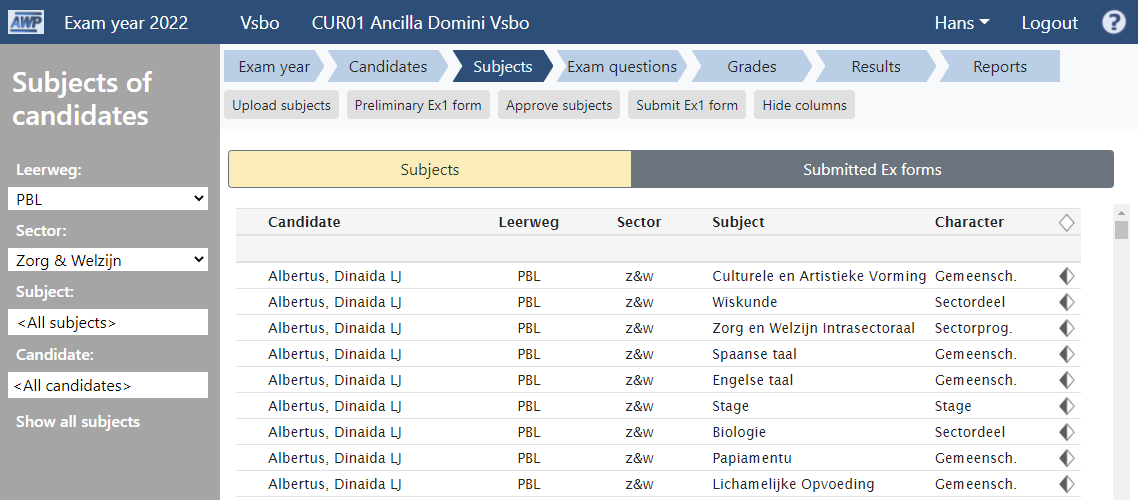 AWP Exam year 2022 Vsbo CUR01 Ancilla Domini Vsbo Hans Logout ?
Subjects of
candidates
Leerweg:
PBL
Sector:
Zorg & Welzijn
Subject:
<All subjects>
Candidate:
<All candidates>
Show all subjects
Exam year Candidates Subjects Exam questions Grades Results Reports
Upload subjects Preliminary Ex1 form Approve subjects Submit Ex1 form Hide columns
Subjects Submitted Ex forms
Candidate Leerweg Sector Subject Character
Albertus, Dinaida LJ PBL z&w Culturele en Artistieke Vorming Gemeensch.
Albertus, Dinaida LJ PBL z&w Wiskunde Sectordeel
Albertus, Dinaida LJ PBL z&w Zorg en Welzijn Intrasectoraal Sectorprog.
Albertus, Dinaida LJ PBL z&w Spaanse taal Gemeensch.
Albertus, Dinaida LJ PBL z&w Engelse taal Gemeensch.
Albertus, Dinaida LJ PBL z&w Stage Stage
Albertus, Dinaida LJ PBL z&w Biologie Sectordeel
Albertus, Dinaida LJ PBL z&w Papiamentu Gemeensch.
Albertus, Dinaida LJ PBL z&w Lichamelijke Opvoeding Gemeensch.